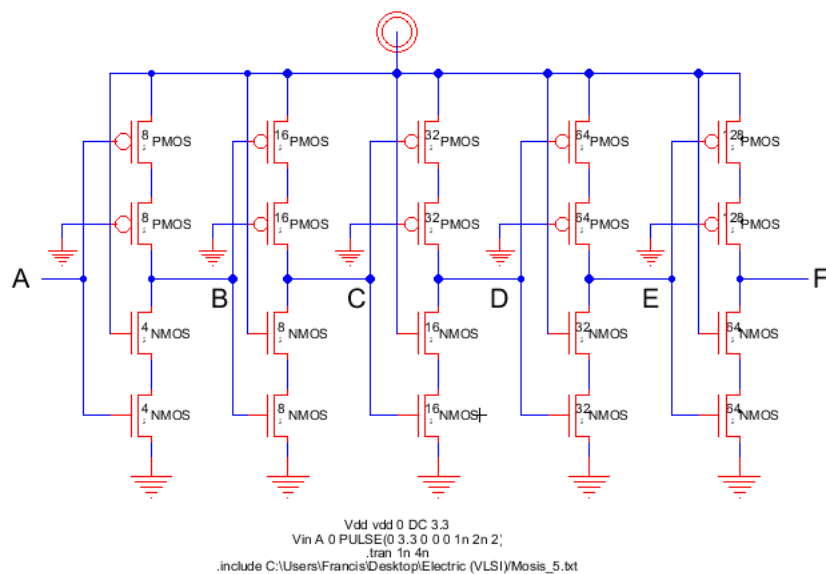 8 PMOS 16 PMOS 32 PMOS 64 PMOS 128 PMOS
8 PMOS 16 PMOS 32 PMOS 64 PMOS 128 PMOS
A B C D E F
4 NMOS 8 NMOS 16 NMOS 32 NMOS 64 NMOS
4 NMOS 8 NMOS 16 NMOS 32 NMOS 64 NMOS
Vdd vdd 0 DC 3.3
Vin A 0 PULSE(0 3.3 0 0 0 1n 2n 2)
.tran 1n 4n
.include C:\Users\Francis\Desktop\Electric (VLSI)/Mosis_5.txt